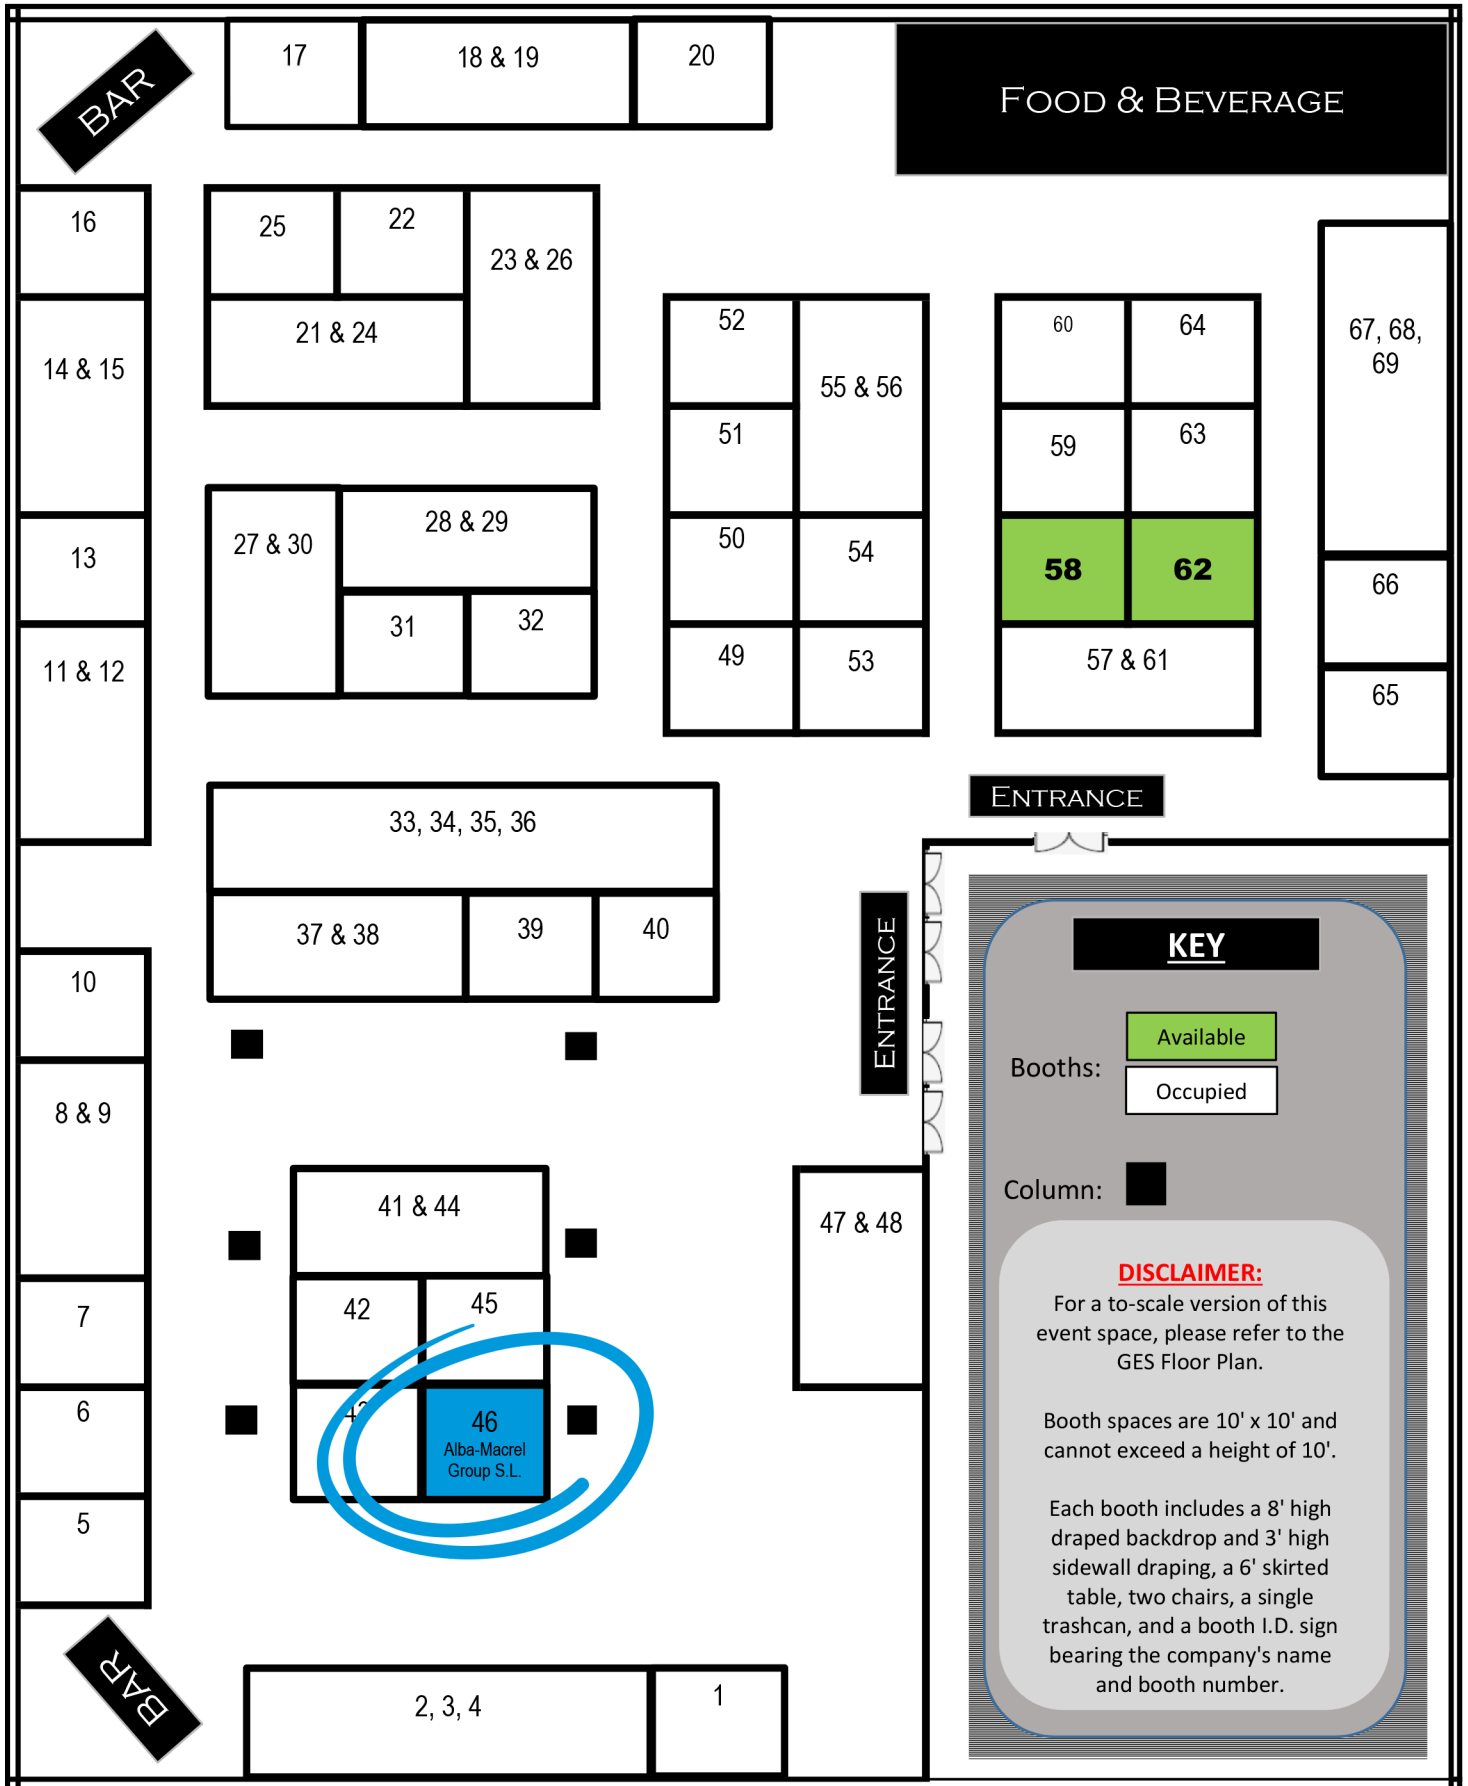 BAR
17
18 & 19
20
FOOD & BEVERAGE
16
25
22
23 & 26
21 & 24
14 & 15
13
11 & 12
52
55 & 56
51
50
54
49
53
60
64
59
63
58
62
57 & 61
67, 68,
69
66
65
27 & 30
28 & 29
31
32
33, 34, 35, 36
37 & 38
39
40
ENTRANCE
ENTRANCE
10
8 & 9
7
6
5
41 & 44
42
45
46
Alba-Macrel
Group S.L.
47 & 48
BAR
2, 3, 4
1
KEY
Booths:
Available
Occupied
Column:
DISCLAIMER:
For a to-scale version of this
event space, please refer to the
GES Floor Plan.
Booth spaces are 10' x 10' and
cannot exceed a height of 10'.
Each booth includes a 8' high
draped backdrop and 3' high
sidewall draping, a 6' skirted
table, two chairs, a single
trashcan, and a booth I.D. sign
bearing the company's name
and booth number.